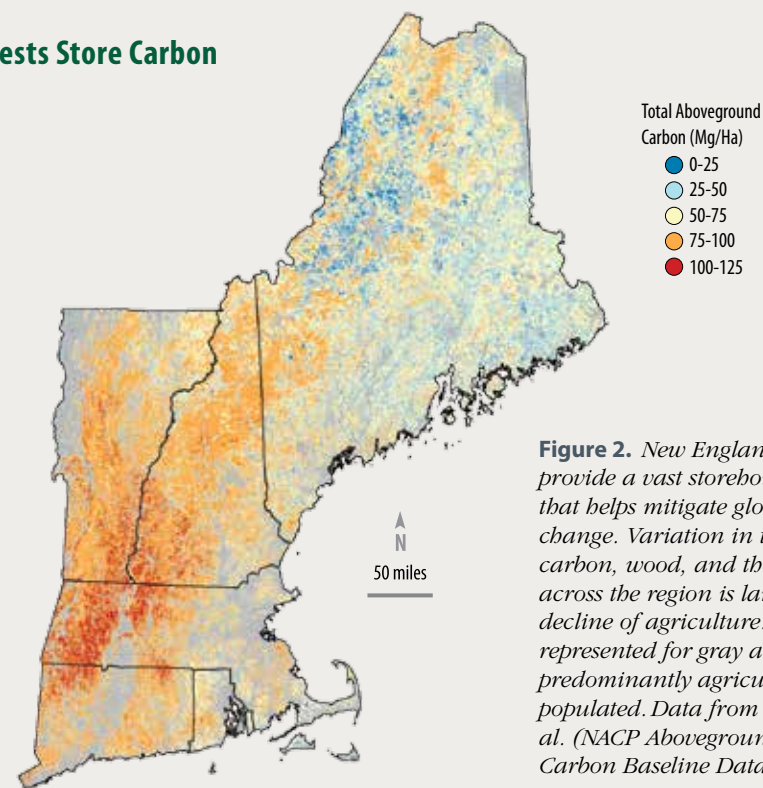 ests Store Carbon
Total Aboveground
Carbon (Mg/Ha)
0-25
25-50
50-75
75-100
100-125
N
50 miles
Figure 2. New England
provide a vast storeho
that helps mitigate glo
change. Variation in t
carbon, wood, and th
across the region is lar
decline of agriculture.
represented for gray a
predominantly agricu
populated. Data from
al. (NACP Abovegroun
Carbon Baseline Data